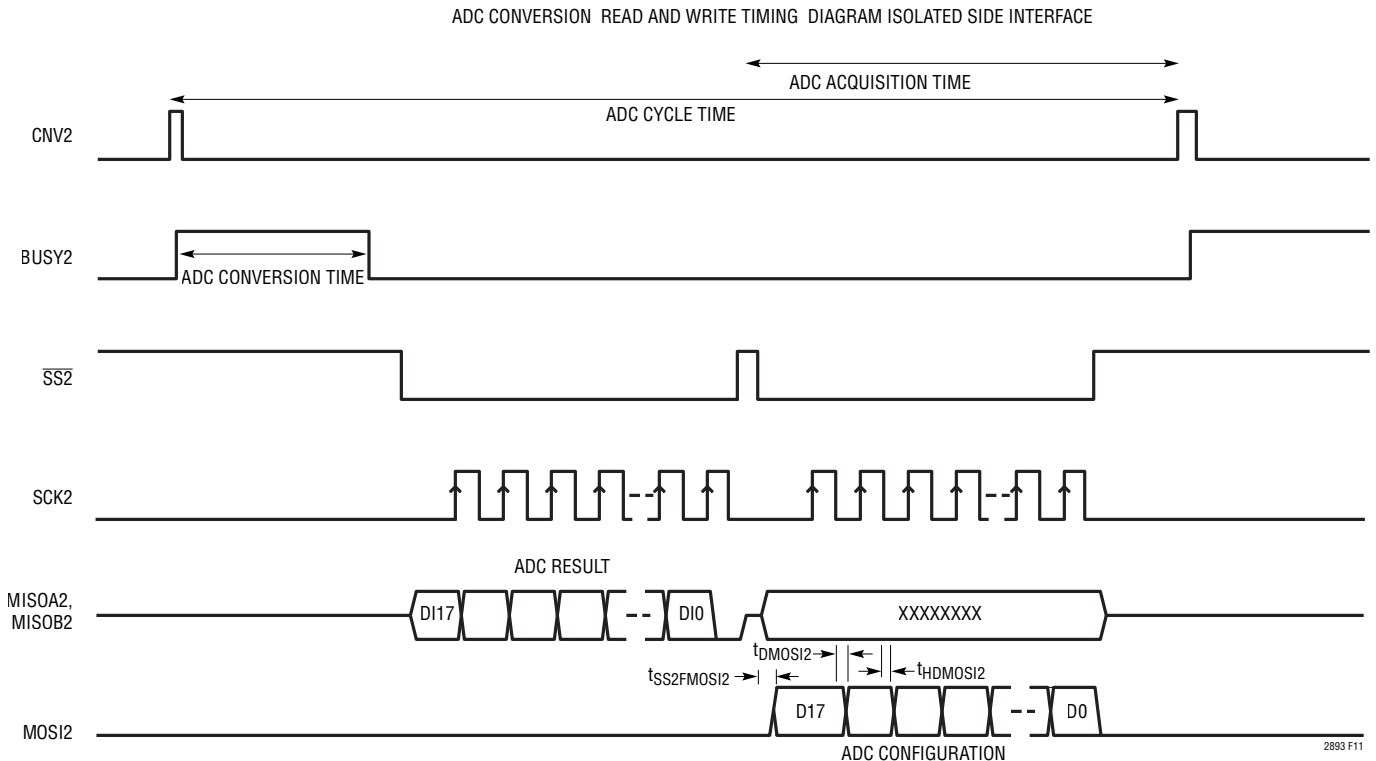 ADC CONVERSION READ AND WRITE TIMING DIAGRAM ISOLATED SIDE INTERFACE
ADC ACQUISITION TIME
ADC CYCLE TIME
CNV2
BUSY2
ADC CONVERSION TIME
SS2
SCK2
ADC RESULT
MISOA2,
MISOB2
DI17
DI0
XXXXXXXX
tDMOSI2
tHDMOSI2
tSS2FMOSI2
MOSI2
D17
D0
ADC CONFIGURATION
2893 F11